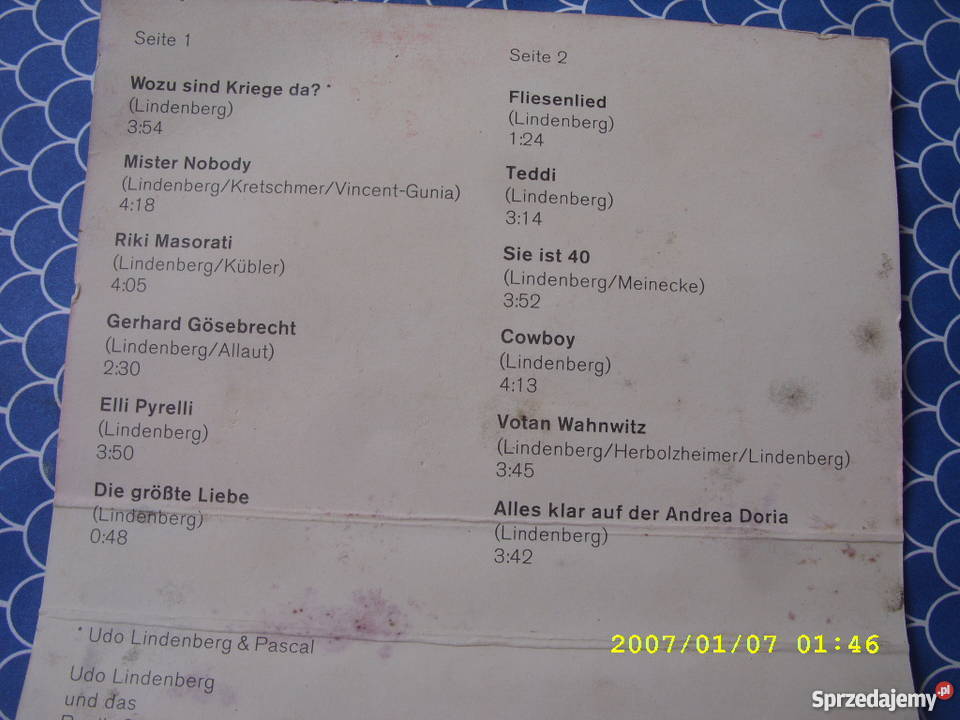 Seite 1
Wozu sind Kriege da? *
(Lindenberg)
3:54
Mister Nobody
(Lindenberg/Kretschmer/Vincent-Gunia)
4:18
Riki Masorati
(Lindenberg/Kübler)
4:05
Gerhard Gösebrecht
(Lindenberg/Allaut)
2:30
Elli Pyrelli
(Lindenberg)
3:50
Die größte Liebe
(Lindenberg)
0:48
Seite 2
Fliesenlied
(Lindenberg)
1:24
Teddi
(Lindenberg)
3:14
Sie ist 40
(Lindenberg/Meinecke)
3:52
Cowboy
(Lindenberg)
4:13
Votan Wahnwitz
(Lindenberg/Herbolzheimer/Lindenberg)
3:45
Alles klar auf der Andrea Doria
(Lindenberg)
3:42
* Udo Lindenberg & Pascal
Udo Lindenberg
und das
2007/01/07 01:46
Sprzedajemy.pl